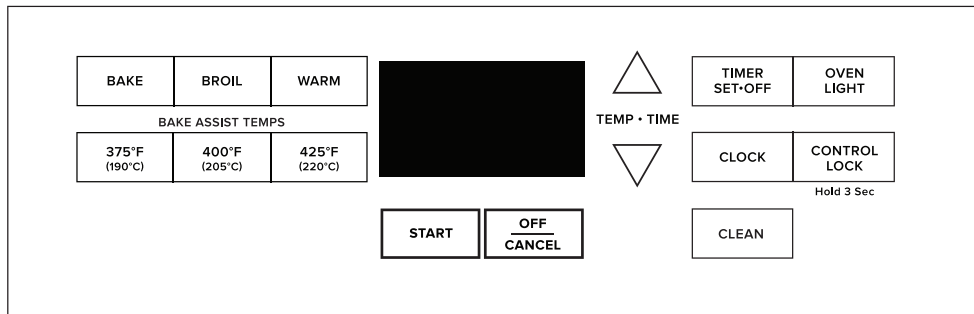 BAKE
BROIL
WARM
BAKE ASSIST TEMPS
375°F
(190°C)
400°F
(205°C)
425°F
(220°C)
START
OFF
CANCEL
TEMP • TIME
TIMER
SET•OFF
OVEN
LIGHT
CLOCK
CONTROL
LOCK
Hold 3 Sec
CLEAN